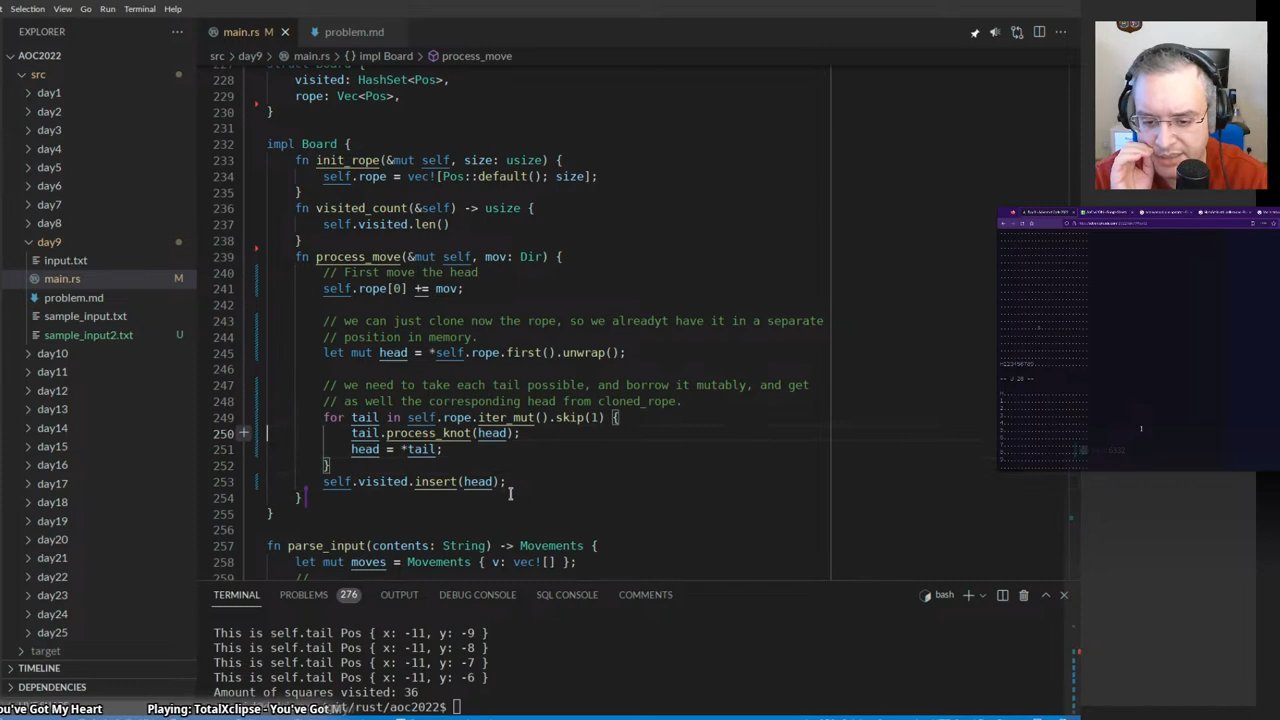 Selection View Go Run Terminal Help
EXPLORER
main.rs M
problem.md
AOC2022
src > day9 > main.rs > {} impl Board > process_move
src
day1
day2
day3
day4
day5
day6
day7
day8
day9
input.txt
main.rs M
problem.md
sample_input.txt
sample_input2.txt U
day10
day11
day12
day13
day14
day15
day16
day17
day18
day19
day20
day21
day22
day23
day24
day25
target
TIMELINE
DEPENDENCIES
228 visited: HashSet<Pos>,
229 rope: Vec<Pos>,
230 }
231
232 impl Board {
233 fn init_rope(&mut self, size: usize) {
234 self.rope = vec![Pos::default(); size];
235 }
236 fn visited_count(&self) -> usize {
237 self.visited.len()
238 }
239 fn process_move(&mut self, mov: Dir) {
240 // First move the head
241 self.rope[0] += mov;
242
243 // we can just clone now the rope, so we alreadyt have it in a separate
244 // position in memory.
245 let mut head = *self.rope.first().unwrap();
246
247 // we need to take each tail possible, and borrow it mutably, and get
248 // as well the corresponding head from cloned_rope.
249 for tail in self.rope.iter_mut().skip(1) {
250 tail.process_knot(head);
251 head = *tail;
252 }
253 self.visited.insert(head);
254 }
255 }
256
257 fn parse_input(contents: String) -> Movements {
258 let mut moves = Movements { v: vec![] };
259 //
TERMINAL PROBLEMS 276 OUTPUT DEBUG CONSOLE SQL CONSOLE COMMENTS
bash
This is self.tail Pos { x: -11, y: -9 }
This is self.tail Pos { x: -11, y: -8 }
This is self.tail Pos { x: -11, y: -7 }
This is self.tail Pos { x: -11, y: -6 }
Amount of squares visited: 36
/rust/aoc2022$
've Got My Heart Playing: TotalXclipse - You've Got